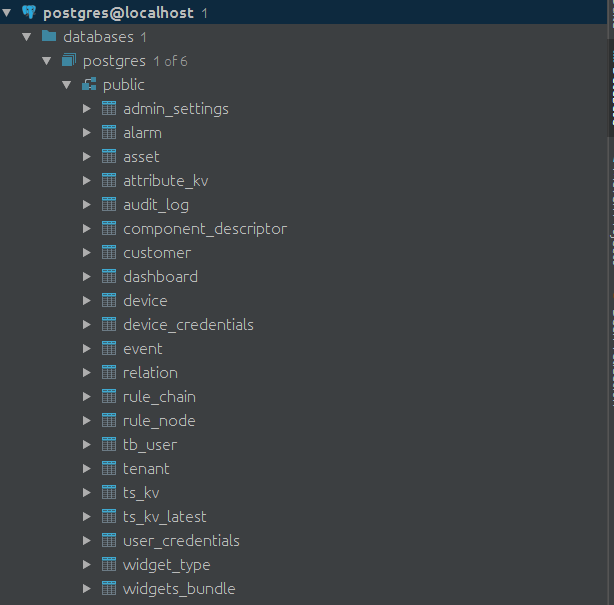 postgres@localhost 1
databases 1
postgres 1 of 6
public
admin_settings
alarm
asset
attribute_kv
audit_log
component_descriptor
customer
dashboard
device
device_credentials
event
relation
rule_chain
rule_node
tb_user
tenant
ts_kv
ts_kv_latest
user_credentials
widget_type
widgets_bundle